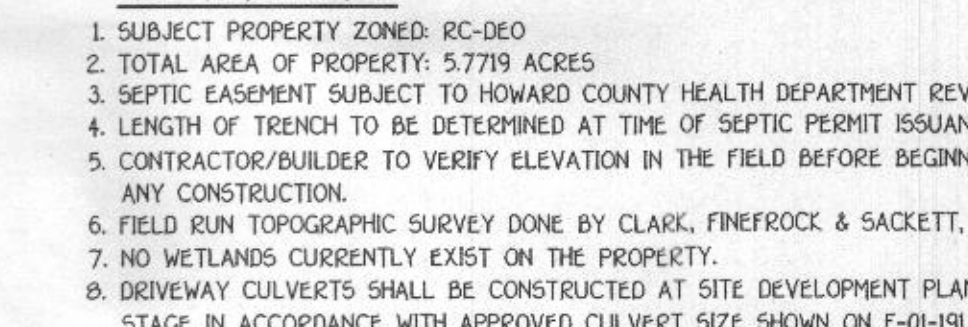 1. SUBJECT PROPERTY ZONED: RC-DEO
2. TOTAL AREA OF PROPERTY: 5.7719 ACRES
3. SEPTIC EASEMENT SUBJECT TO HOWARD COUNTY HEALTH DEPARTMENT REV
4. LENGTH OF TRENCH TO BE DETERMINED AT TIME OF SEPTIC PERMIT ISSUAN
5. CONTRACTOR/BUILDER TO VERIFY ELEVATION IN THE FIELD BEFORE BEGINN
ANY CONSTRUCTION.
6. FIELD RUN TOPOGRAPHIC SURVEY DONE BY CLARK, FINEFROCK & SACKETT,
7. NO WETLANDS CURRENTLY EXIST ON THE PROPERTY.
8. DRIVEWAY CULVERTS SHALL BE CONSTRUCTED AT SITE DEVELOPMENT PLAN
STAGE IN ACCORDANCE WITH APPROVED CULVERT SIZE SHOWN ON F-01-191